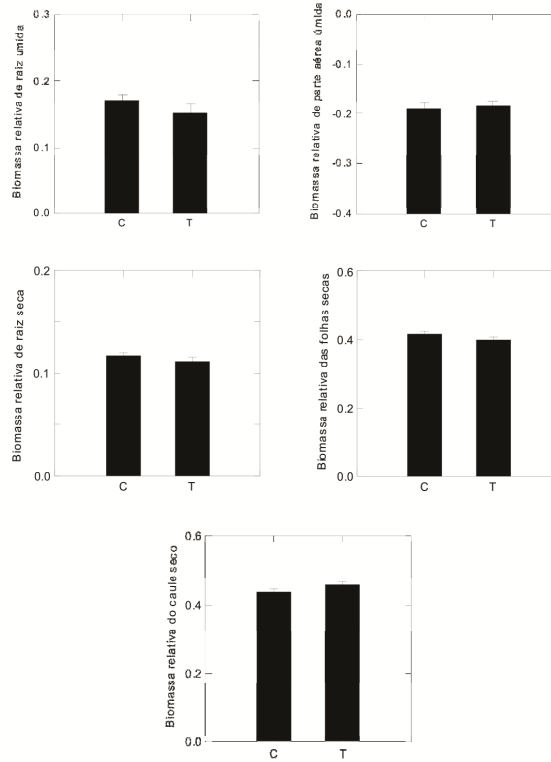 Biomassa relativa de raiz úmida
0.3
0.2
0.1
0.0
C T
Biomassa relativa de parte aérea úmida
0.0
-0.1
-0.2
-0.3
-0.4
C T
Biomassa relativa de raiz seca
0.2
0.1
0.0
C T
Biomassa relativa das folhas secas
0.6
0.4
0.2
0.0
C T
Biomassa relativa do caule seco
0.6
0.4
0.2
0.0
C T